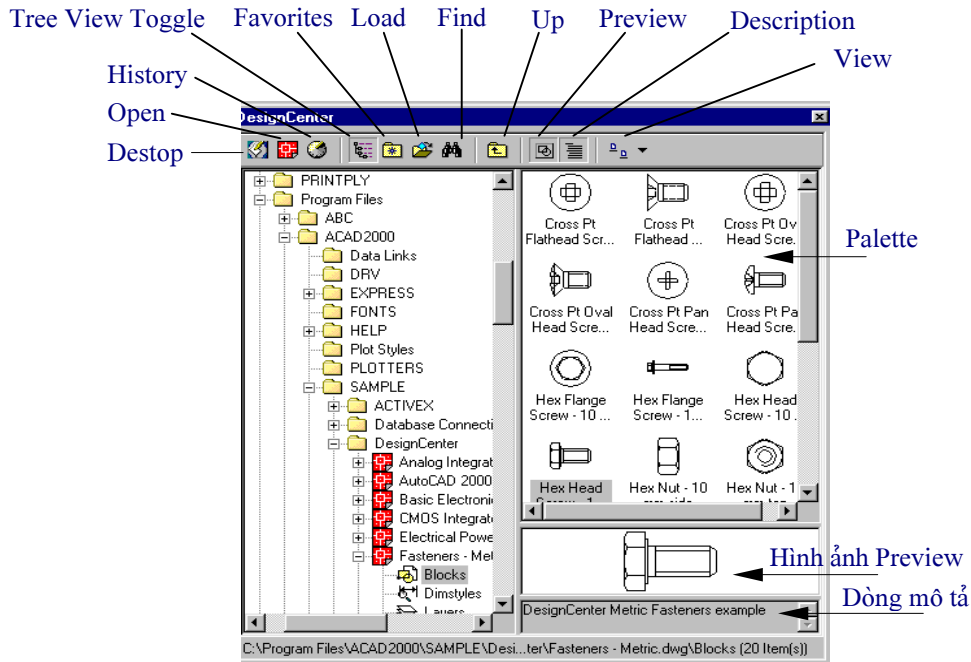 Tree View Toggle Favorites Load Find Up Preview Description
History View
Open
Destop
DesignCenter
PRINTPLY
Program Files
ABC
ACAD2000
Data Links
DRV
EXPRESS
FONTS
HELP
Plot Styles
PLOTTERS
SAMPLE
ACTIVEX
Database Connecti
DesignCenter
Analog Integrat
AutoCAD 2000
Basic Electronic
CMOS Integrate
Electrical Powe
Fasteners - Met
Blocks
Dimstyles
Layers
Cross Pt Flathead Scr...
Cross Pt Flathead ...
Cross Pt Ov Head Scre.
Palette
Cross Pt Oval Head Scre...
Cross Pt Pan Head Scre...
Cross Pt Pa Head Scre.
Hex Flange Screw - 10 ...
Hex Flange Screw - 1...
Hex Head Screw - 10 .
Hex Head
Hex Nut - 10
Hex Nut - 1
Hình ảnh Preview
Dòng mô tả
DesignCenter Metric Fasteners example
C:\Program Files\ACAD2000\SAMPLE\Desi...ter\Fasteners - Metric.dwg\Blocks (20 Item(s))